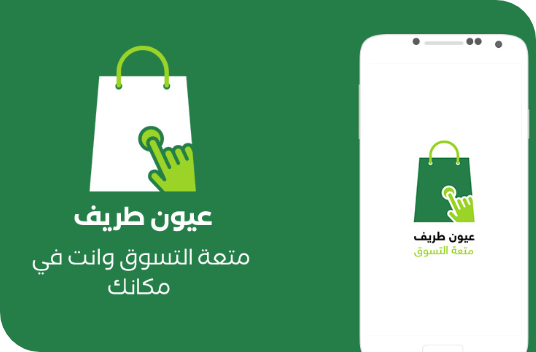 عيون طريف
متعة التسوق وانت في
مكانك
عيون طريف
متعة التسوق